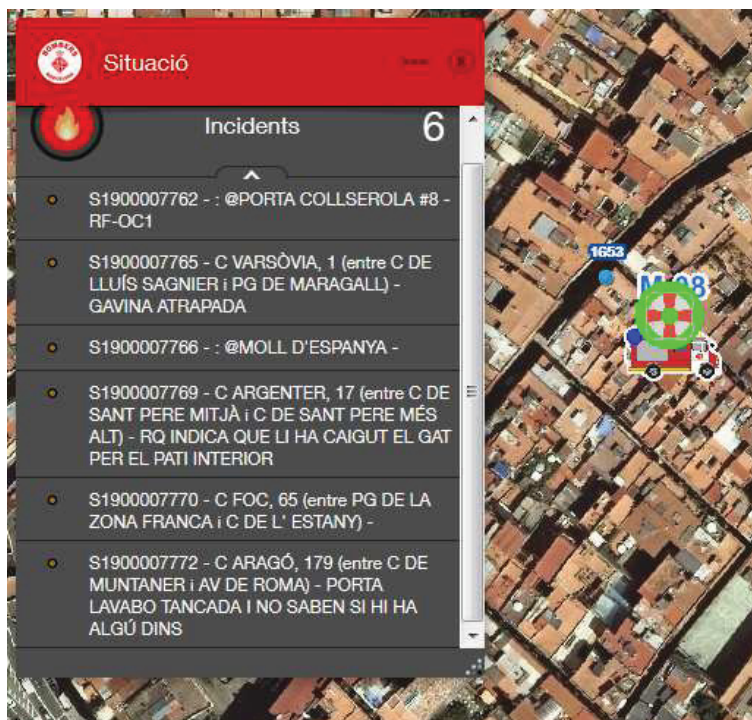 BOMBERS
BARCELONA
Situació
Incidents 6
S1900007762 - : @PORTA COLLSEROLA #8 -
RF-OC1
S1900007765 - C VARSÒVIA, 1 (entre C DE
LLUÍS SAGNIER i PG DE MARAGALL) -
GAVINA ATRAPADA
S1900007766 - : @MOLL D'ESPANYA -
S1900007769 - C ARGENTER, 17 (entre C DE
SANT PERE MITJÀ i C DE SANT PERE MÉS
ALT) - RQ INDICA QUE LI HA CAIGUT EL GAT
PER EL PATI INTERIOR
S1900007770 - C FOC, 65 (entre PG DE LA
ZONA FRANCA i C DE L' ESTANY) -
S1900007772 - C ARAGÓ, 179 (entre C DE
MUNTANER i AV DE ROMA) - PORTA
LAVABO TANCADA I NO SABEN SI HI HA
ALGÚ DINS
1653